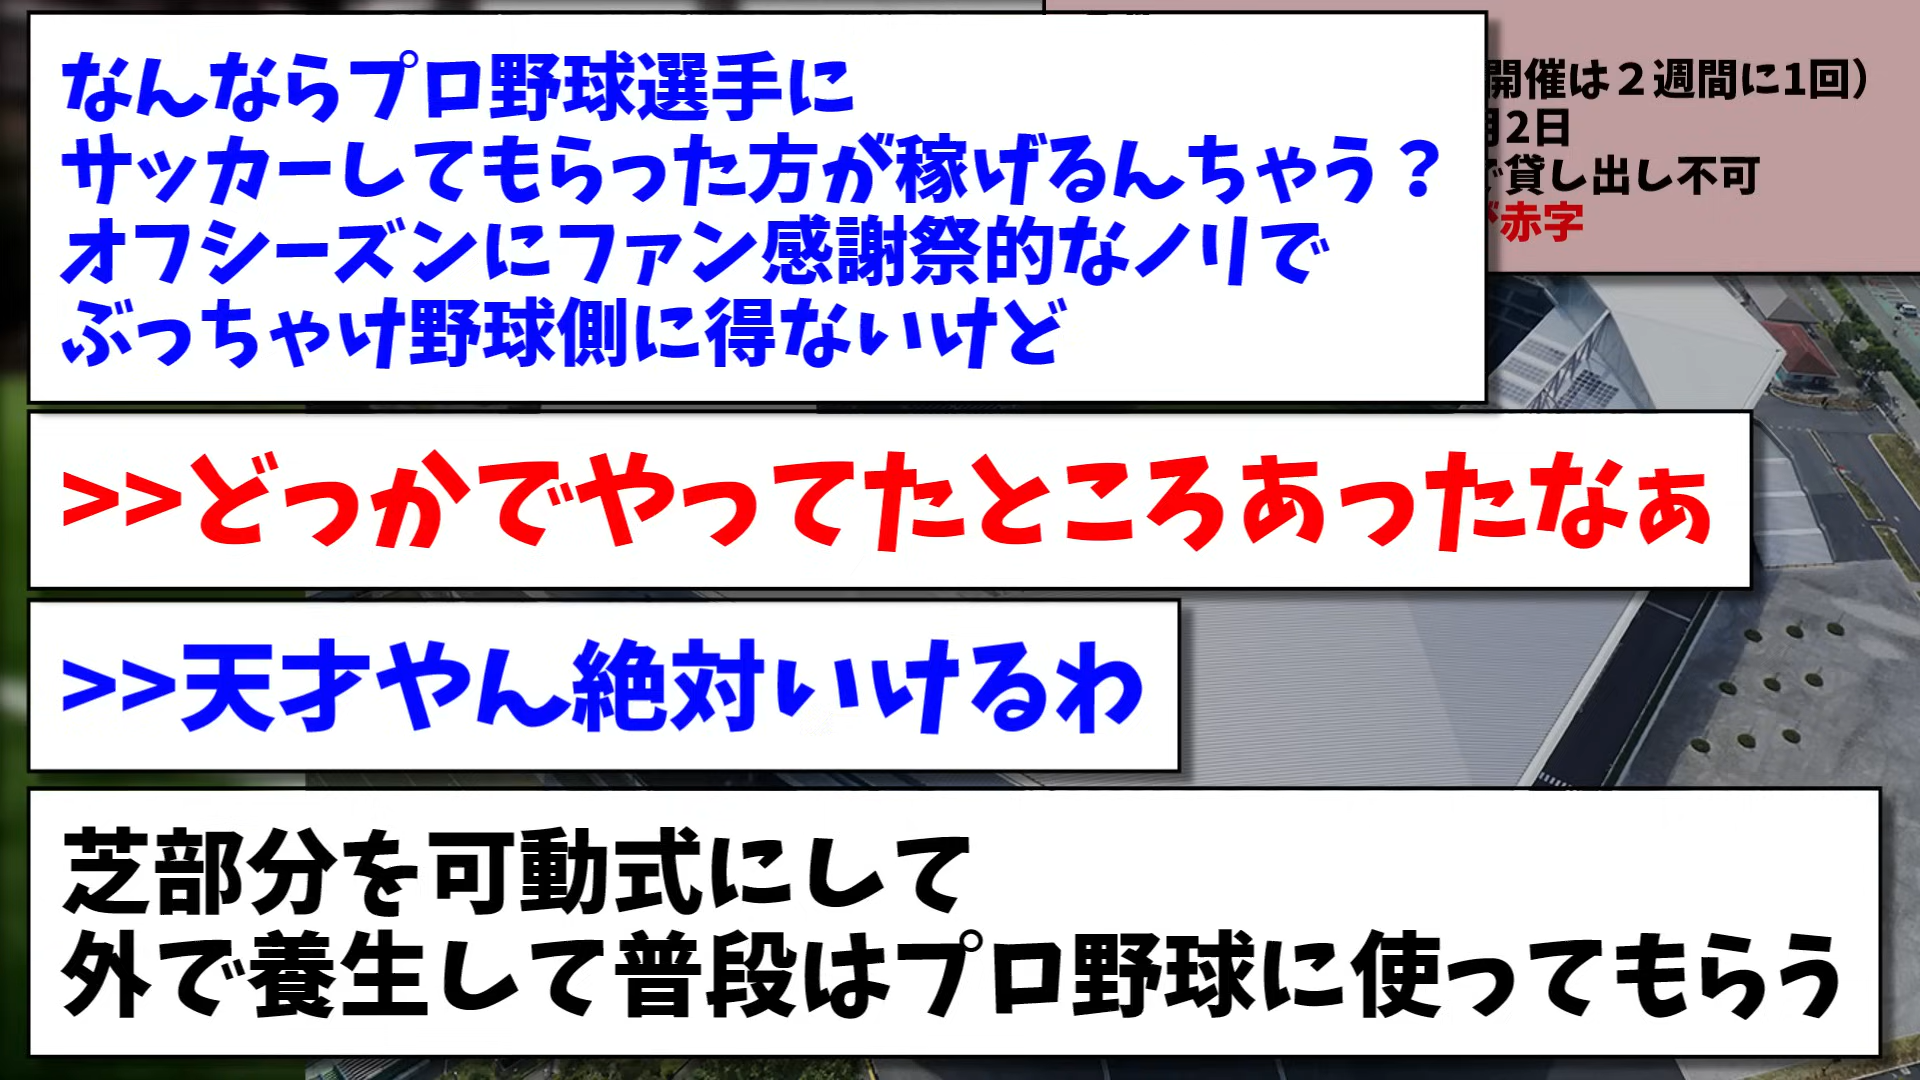 なんならプロ野球選手に
サッカーしてもらった方が稼げるんちゃう？
オフシーズンにファン感謝祭的なノリで
ぶっちゃけ野球側に得ないけど
開催は２週間に1回）
月2日
で貸し出し不可
が赤字
>>どっかでやってたところあったなぁ
>>天才やん絶対いけるわ
芝部分を可動式にして
外で養生して普段はプロ野球に使ってもらう